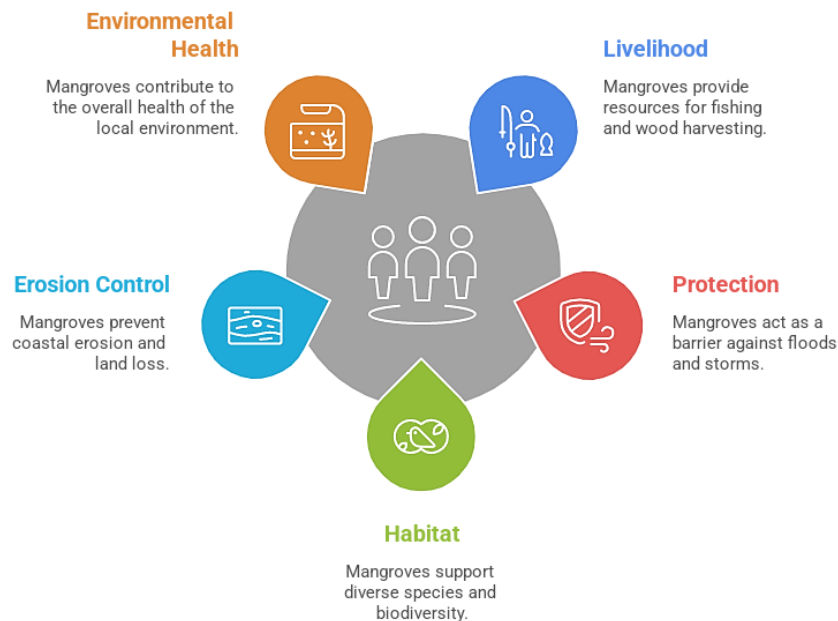 Environmental
Health
Mangroves contribute to
the overall health of the
local environment.
Livelihood
Mangroves provide
resources for fishing
and wood harvesting.
Erosion Control
Mangroves prevent
coastal erosion and
land loss.
Protection
Mangroves act as a
barrier against floods
and storms.
Habitat
Mangroves support
diverse species and
biodiversity.